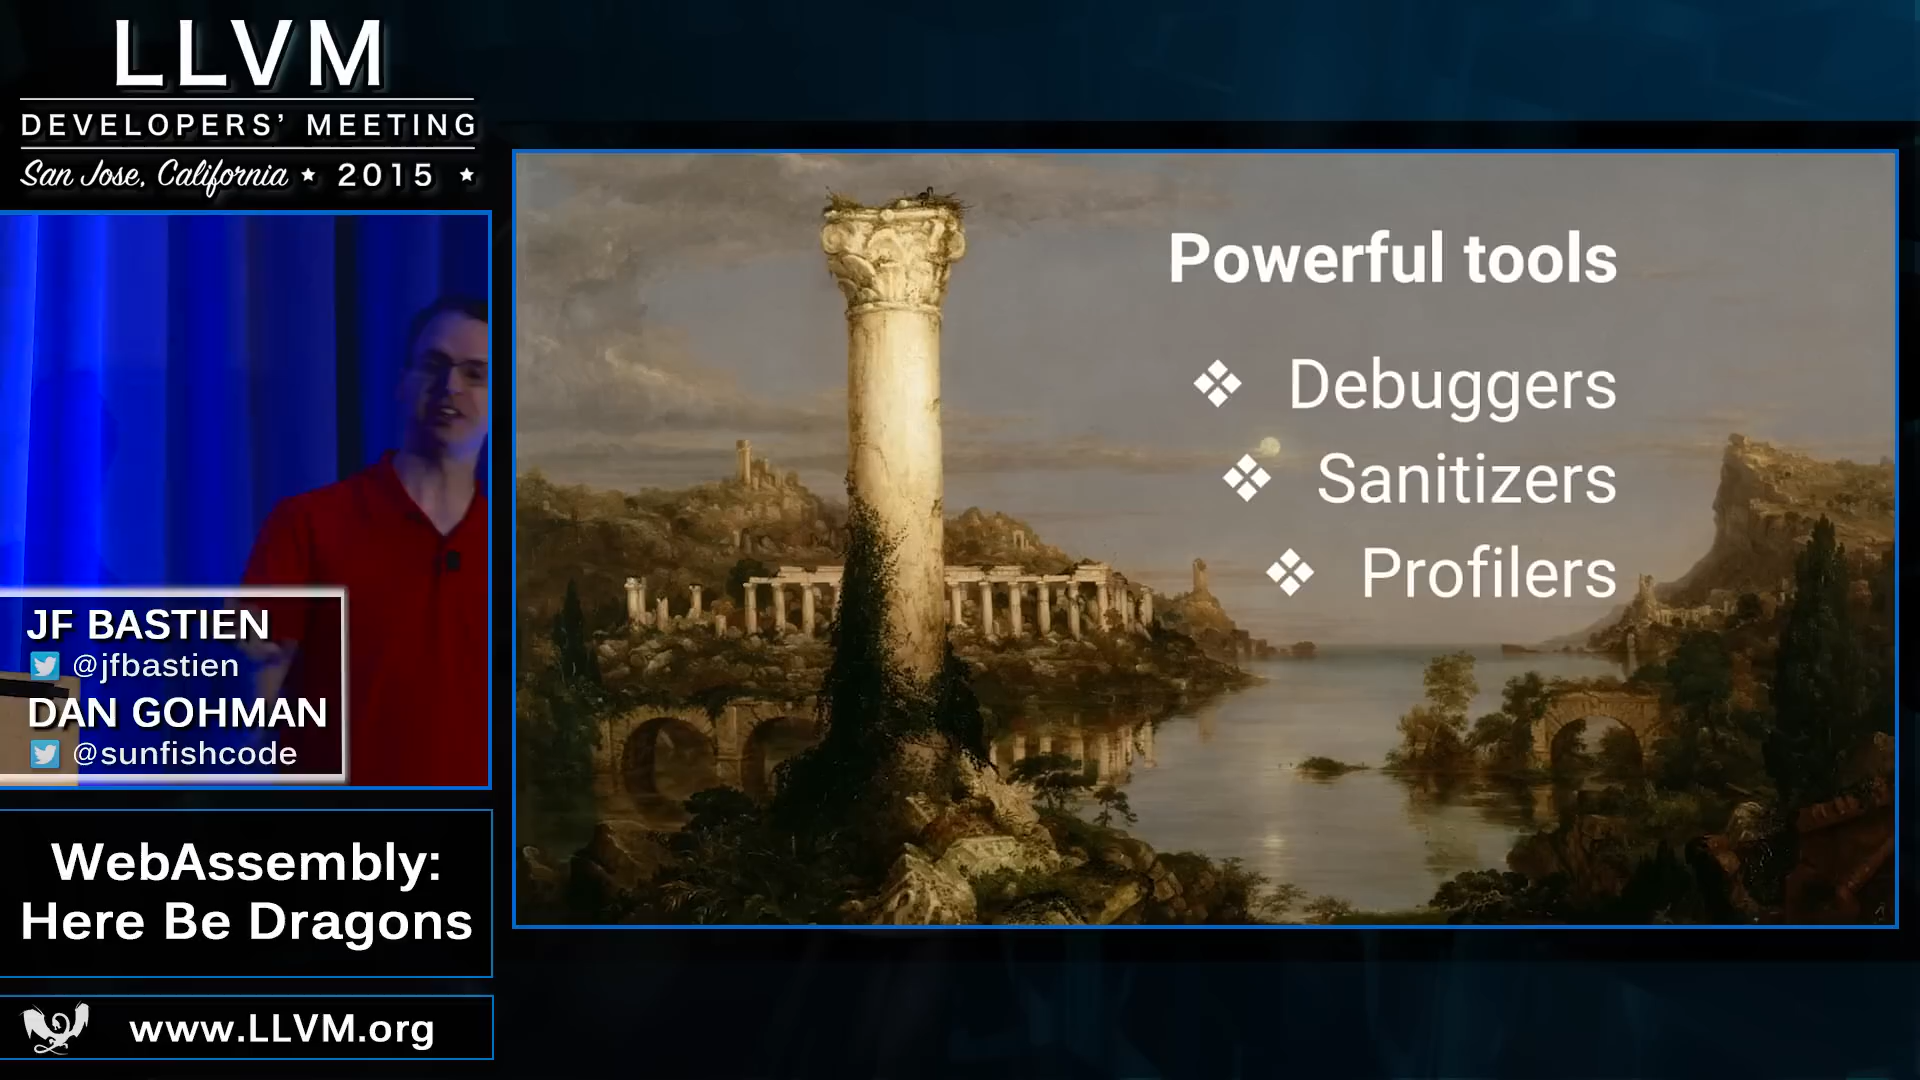 LLVM
DEVELOPERS' MEETING
San Jose, California ★ 2015 ★
JF BASTIEN
@jfbastien
DAN GOHMAN
@sunfishcode
WebAssembly:
Here Be Dragons
www.LLVM.org
Powerful tools
❖ Debuggers
❖ Sanitizers
❖ Profilers